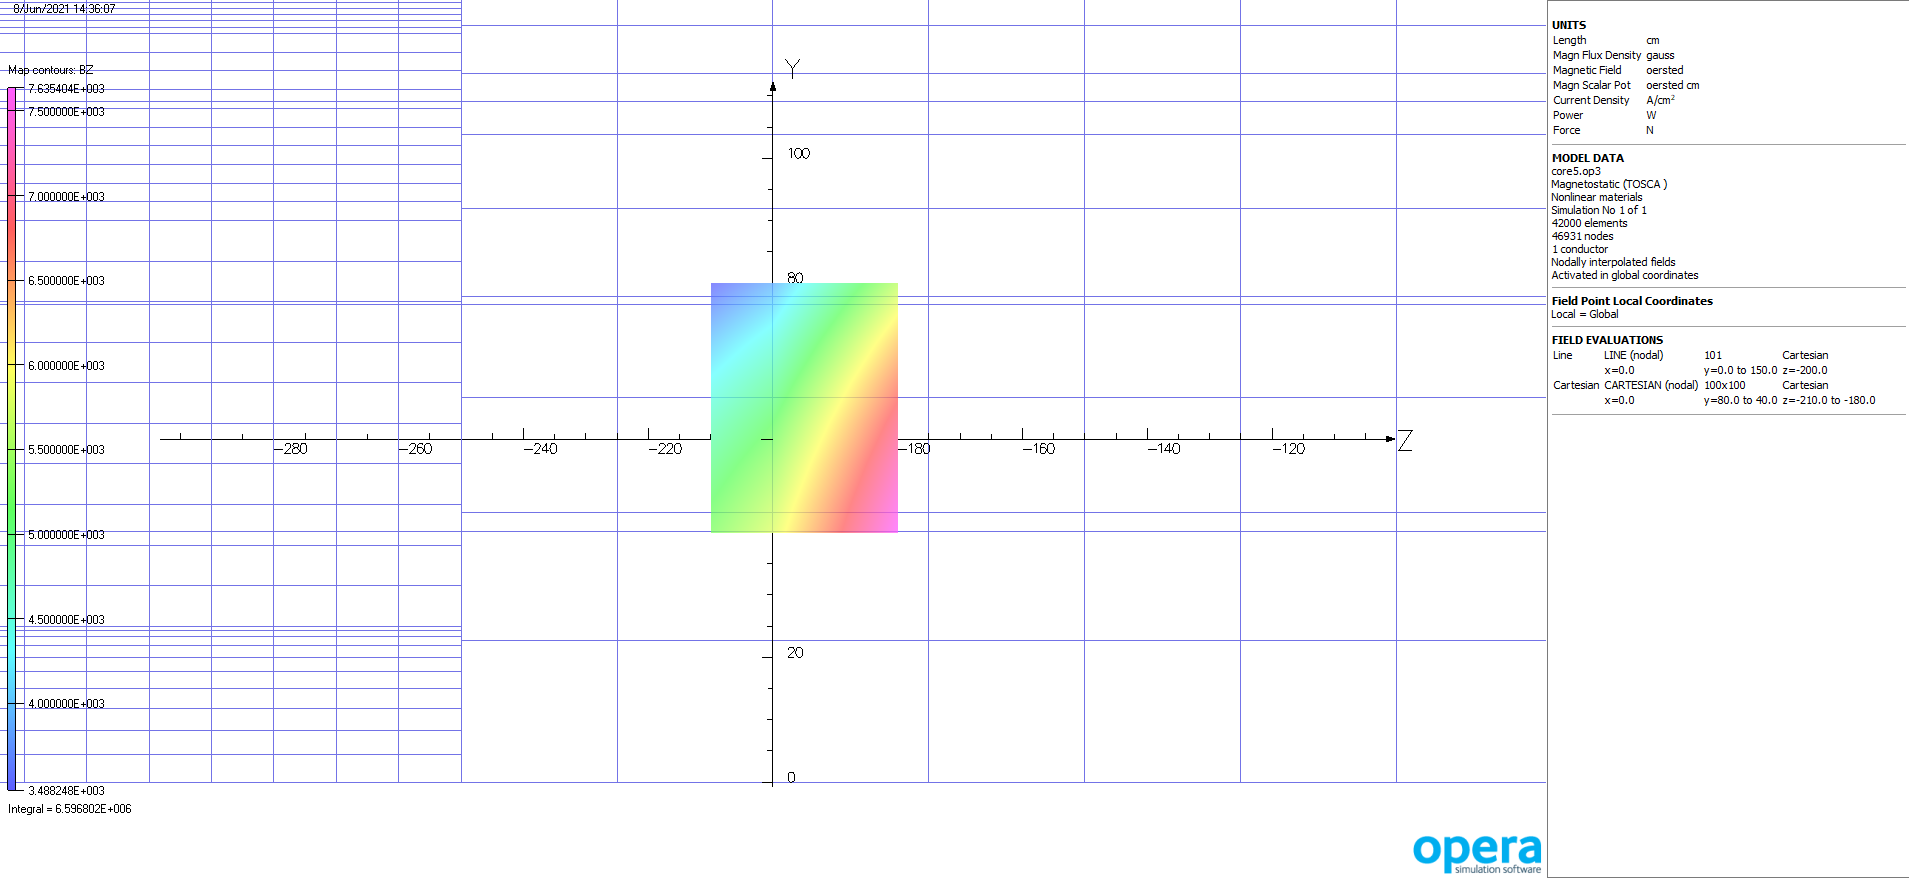 8/Jun/2021 14:36:07
Map contours: BZ
7.635404E+003
7.500000E+003
7.000000E+003
6.500000E+003
6.000000E+003
5.500000E+003
5.000000E+003
4.500000E+003
4.000000E+003
3.488248E+003
Integral = 6.596802E+006
Y
100
80
20
0
-280
-260
-240
-220
-180
-160
-140
-120
Z
opera
simulation software
UNITS
Length cm
Magn Flux Density gauss
Magnetic Field oersted
Magn Scalar Pot oersted cm
Current Density A/cm²
Power W
Force N
MODEL DATA
core5.op3
Magnetostatic (TOSCA )
Nonlinear materials
Simulation No 1 of 1
42000 elements
46931 nodes
1 conductor
Nodally interpolated fields
Activated in global coordinates
Field Point Local Coordinates
Local = Global
FIELD EVALUATIONS
Line LINE (nodal) 101 Cartesian
x=0.0 y=0.0 to 150.0 z=-200.0
Cartesian CARTESIAN (nodal) 100x100 Cartesian
x=0.0 y=80.0 to 40.0 z=-210.0 to -180.0